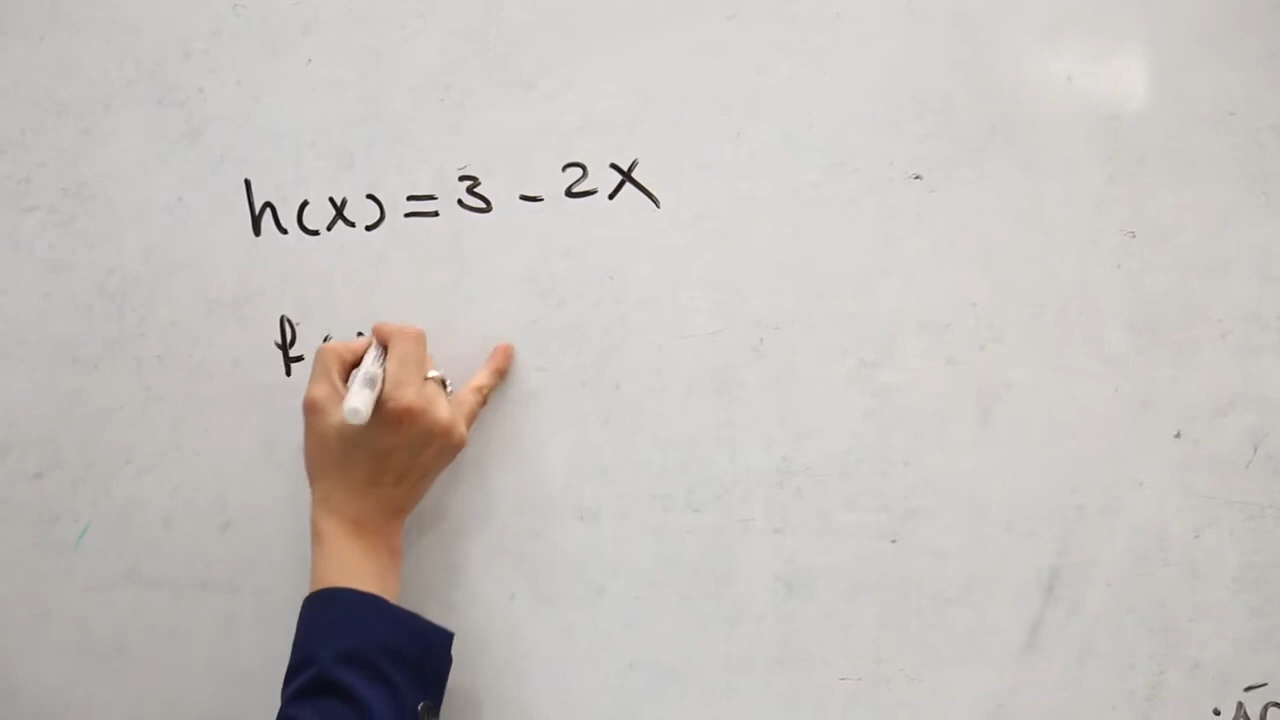 h(x) = 3 - 2x